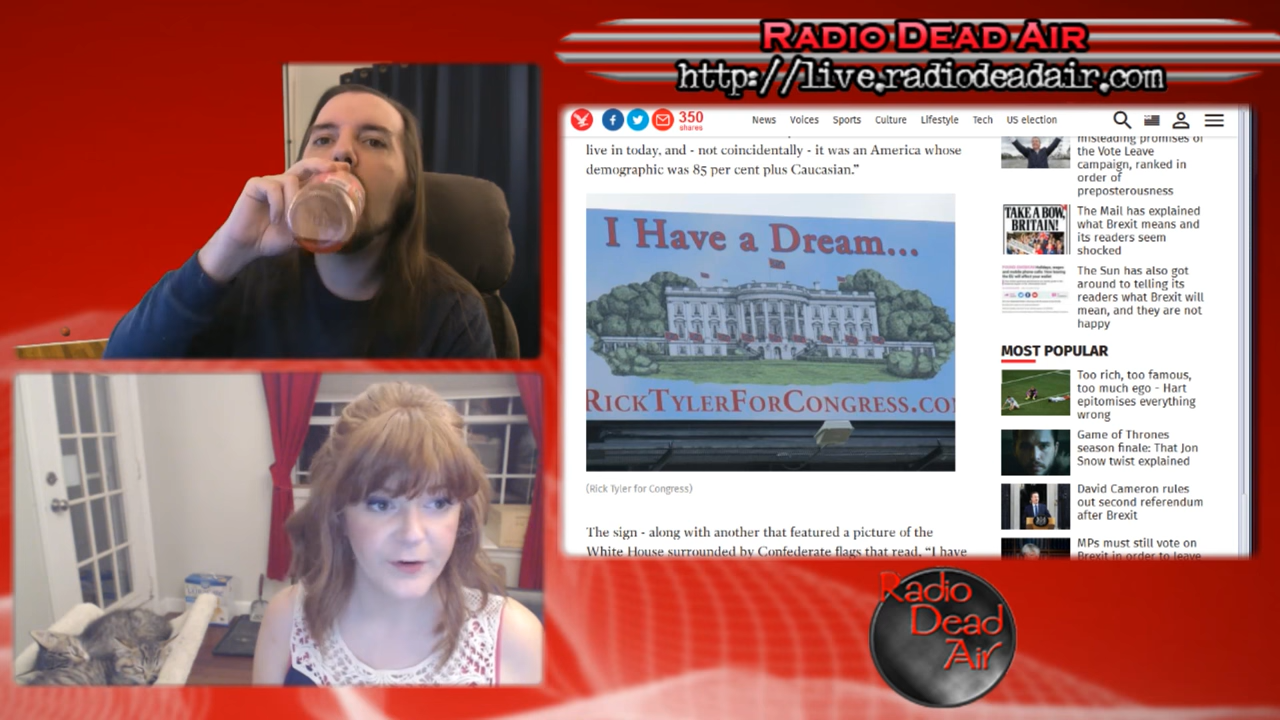 RADIO DEAD AIR
http://live.radiodeadair.com
350
shares
News Voices Sports Culture Lifestyle Tech US election
live in today, and - not coincidentally - it was an America whose
demographic was 85 per cent plus Caucasian.”
I Have a Dream...
RICKTYLERFORCONGRESS.CO
(Rick Tyler for Congress)
The sign - along with another that featured a picture of the
White House surrounded by Confederate flags that read, “I have
misleading promises of
the Vote Leave
campaign, ranked in
order of
preposterousness
TAKE A BOW,
BRITAIN!
The Mail has explained
what Brexit means and
its readers seem
shocked
The Sun has also got
around to telling its
readers what Brexit will
mean, and they are not
happy
MOST POPULAR
Too rich, too famous,
too much ego - Hart
epitomises everything
wrong
Game of Thrones
season finale: That Jon
Snow twist explained
David Cameron rules
out second referendum
after Brexit
MPs must still vote on
Brexit in order to leave
Radio
Dead
Air